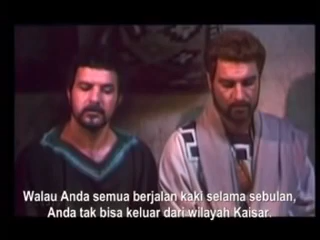 Walau Anda semua berjalan kaki selama sebulan,
Anda tak bisa keluar dari wilayah Kaisar.